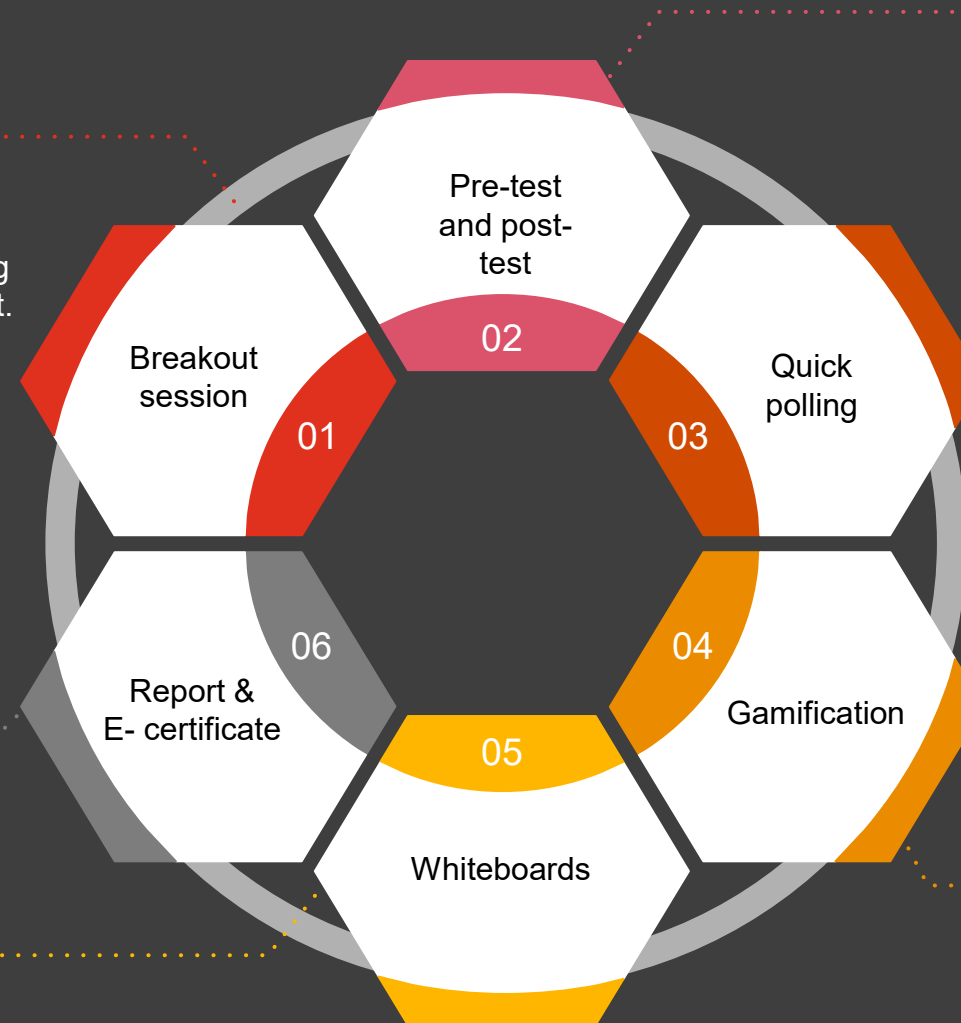 Pre-test
and post-
test
02
g
t.
Breakout
session
01
Quick
polling
03
06
Report &
E- certificate
04
Gamification
05
Whiteboards